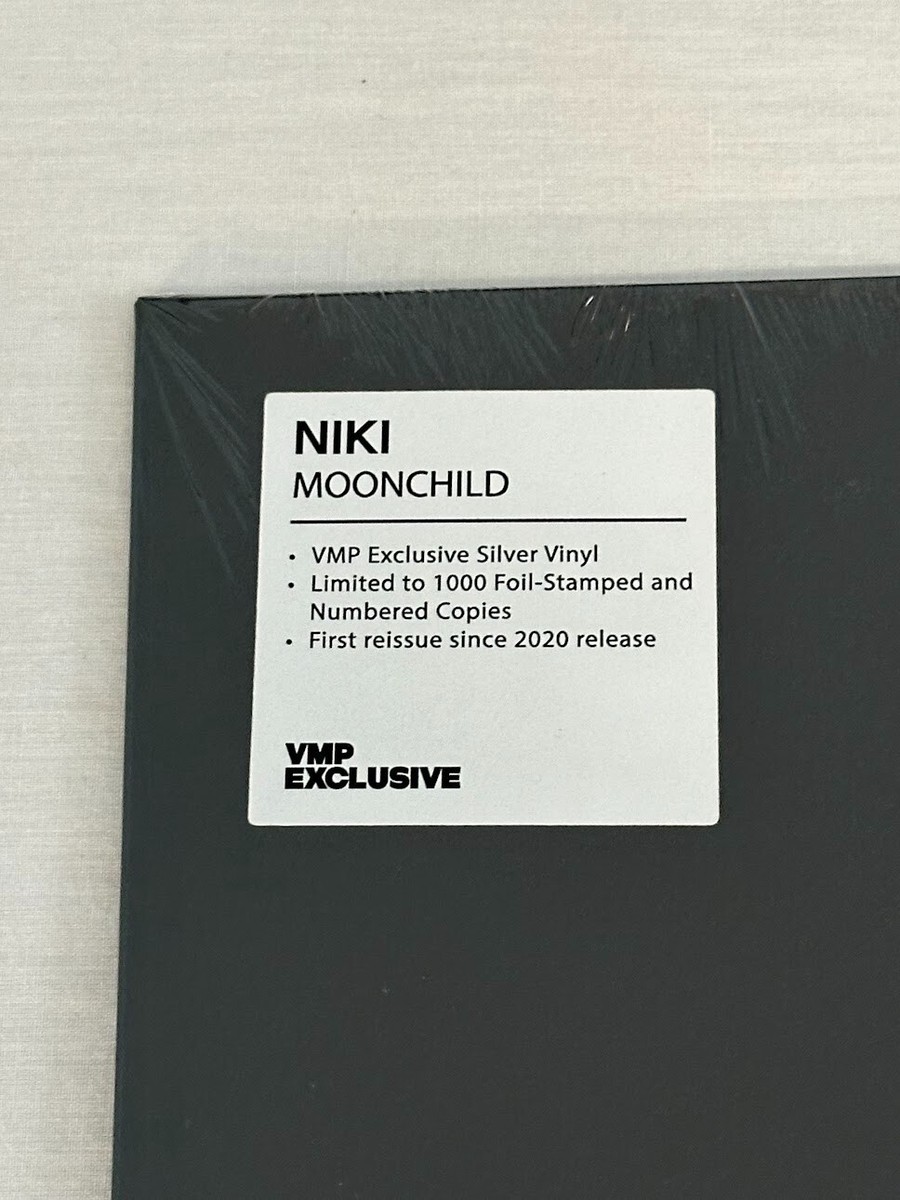 NIKI
MOONCHILD
• VMP Exclusive Silver Vinyl
• Limited to 1000 Foil-Stamped and
Numbered Copies
• First reissue since 2020 release
VMP
EXCLUSIVE